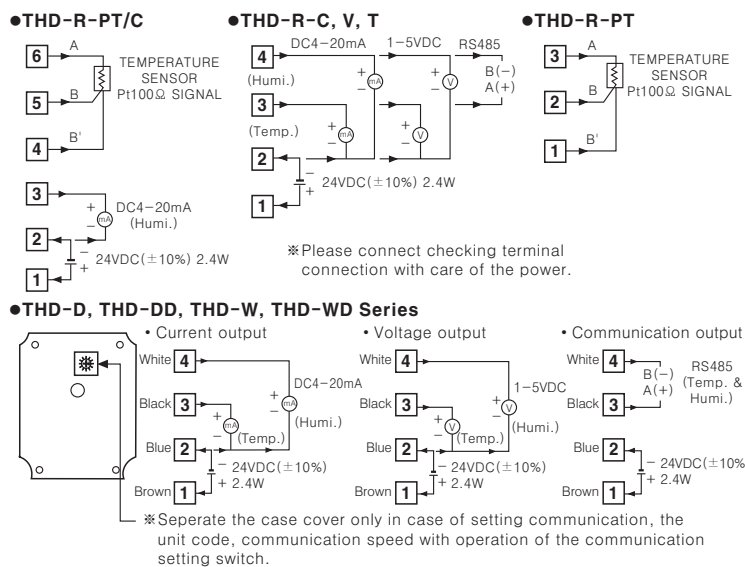 ●THD-R-PT/C
6 A
5 B
4 B'
TEMPERATURE
SENSOR
Pt100Ω SIGNAL
3
2
1
+
−
mA
DC4-20mA
(Humi.)
−
+
24VDC(±10%) 2.4W
●THD-R-C, V, T
DC4-20mA 1-5VDC RS485
4
(Humi.)
3
(Temp.)
2
1
+
−
mA
+
−
V
B(−)
A(+)
+
−
mA
+
−
V
−
+
24VDC(±10%) 2.4W
※Please connect checking terminal
connection with care of the power.
●THD-R-PT
3 A
2 B
1 B'
TEMPERATURE
SENSOR
Pt100Ω SIGNAL
●THD-D, THD-DD, THD-W, THD-WD Series
• Current output
White 4
Black 3
Blue 2
Brown 1
DC4-20mA
+
−
mA
(Humi.)
+
−
mA
(Temp.)
− 24VDC(±10%)
+ 2.4W
• Voltage output
White 4
Black 3
Blue 2
Brown 1
1-5VDC
+
−
V
(Humi.)
+
−
V
(Temp.)
− 24VDC(±10%)
+ 2.4W
• Communication output
White 4
Black 3
Blue 2
Brown 1
B(−)
A(+)
RS485
(Temp. &
Humi.)
− 24VDC(±10%
+ 2.4W
※Seperate the case cover only in case of setting communication, the
unit code, communication speed with operation of the communication
setting switch.